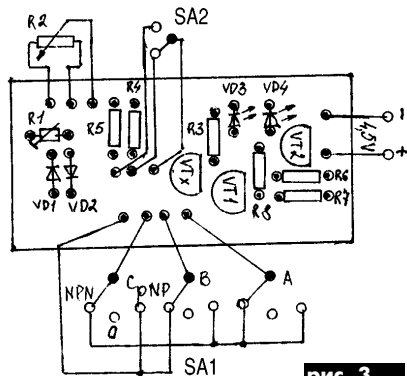 SA2
R2
R1
R5
R4
R3
VD3
VD4
VTx
VT1
VT2
R8
R6
R7
VD1
VD2
-
4,5V
+
NPN
C
PNP
B
A
SA1
рис. 3